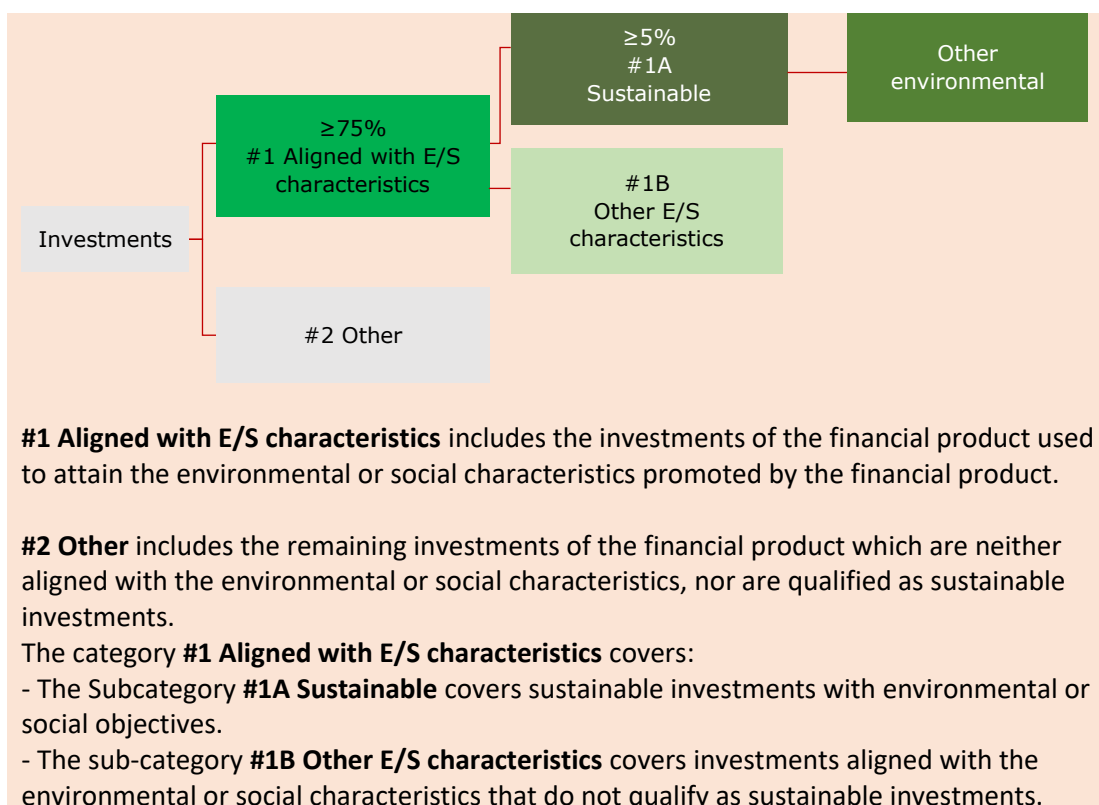 ≥5%
#1A
Sustainable
Other
environmental
≥75%
#1 Aligned with E/S
characteristics
#1B
Other E/S
characteristics
Investments
#2 Other
#1 Aligned with E/S characteristics includes the investments of the financial product used
to attain the environmental or social characteristics promoted by the financial product.
#2 Other includes the remaining investments of the financial product which are neither
aligned with the environmental or social characteristics, nor are qualified as sustainable
investments.
The category #1 Aligned with E/S characteristics covers:
- The Subcategory #1A Sustainable covers sustainable investments with environmental or
social objectives.
- The sub-category #1B Other E/S characteristics covers investments aligned with the
environmental or social characteristics that do not qualify as sustainable investments.